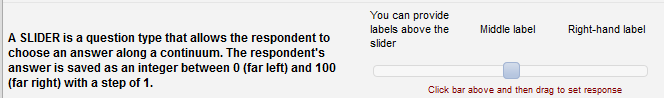 A SLIDER is a question type that allows the respondent to
choose an answer along a continuum. The respondent's
answer is saved as an integer between 0 (far left) and 100
(far right) with a step of 1.
You can provide
labels above the
slider
Middle label
Right-hand label
Click bar above and then drag to set response